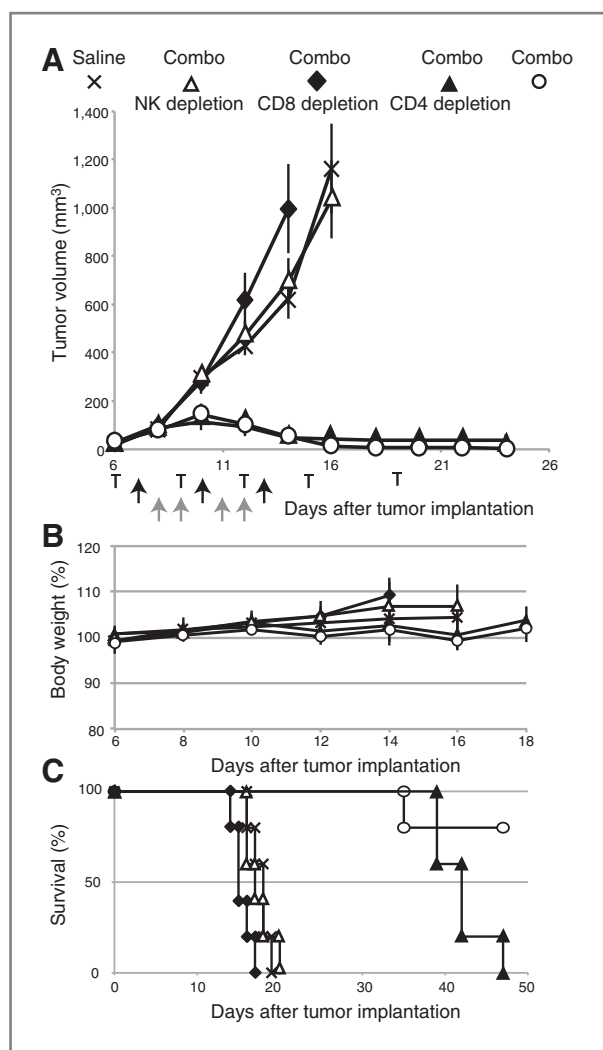 A
Saline Combo Combo Combo Combo
NK depletion CD8 depletion CD4 depletion
1,400
1,200
1,000
800
600
400
200
0
Tumor volume (mm³)
6 11 16 21 26
T T T T T
Days after tumor implantation
B
120
110
100
90
80
Body weight (%)
6 8 10 12 14 16 18
Days after tumor implantation
C
100
50
0
Survival (%)
0 10 20 30 40 50
Days after tumor implantation